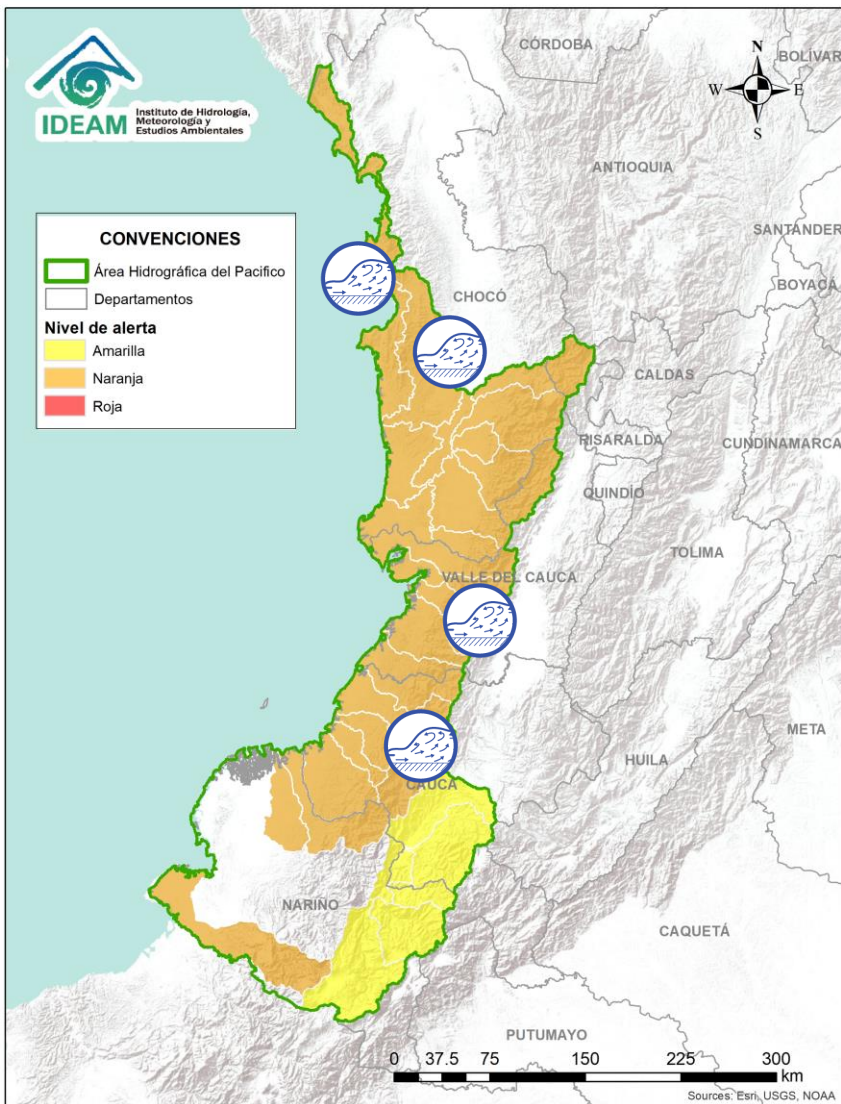 IDEAM
Instituto de Hidrología,
Meteorología y
Estudios Ambientales
N
W
E
S
CONVENCIONES
Área Hidrográfica del Pacifico
Departamentos
Nivel de alerta
Amarilla
Naranja
Roja
CÓRDOBA
BOLÍVAR
ANTIOQUIA
SANTANDER
BOYACÁ
CHOCÓ
CALDAS
RISARALDA
CUNDINAMARCA
QUINDÍO
TOLIMA
VALLE DEL CAUCA
META
HUILA
CAUCA
NARIÑO
CAQUETÁ
PUTUMAYO
0 37.5 75 150 225 300
km
Sources: Esri, USGS, NOAA